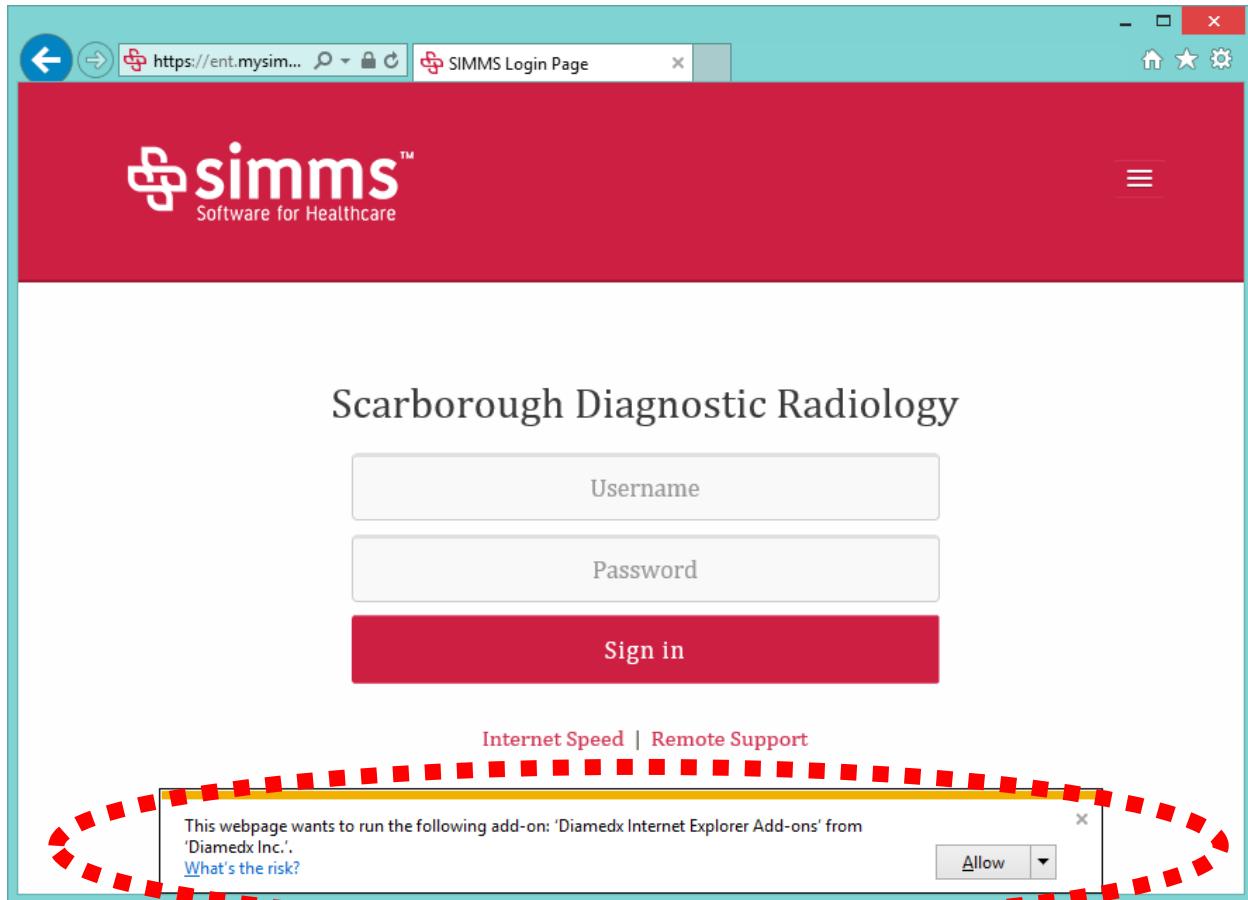 https://ent.mysim...
SIMMS Login Page
simms™
Software for Healthcare
Scarborough Diagnostic Radiology
Username
Password
Sign in
Internet Speed | Remote Support
This webpage wants to run the following add-on: 'Diamedx Internet Explorer Add-ons' from
'Diamedx Inc.'.
What's the risk?
Allow